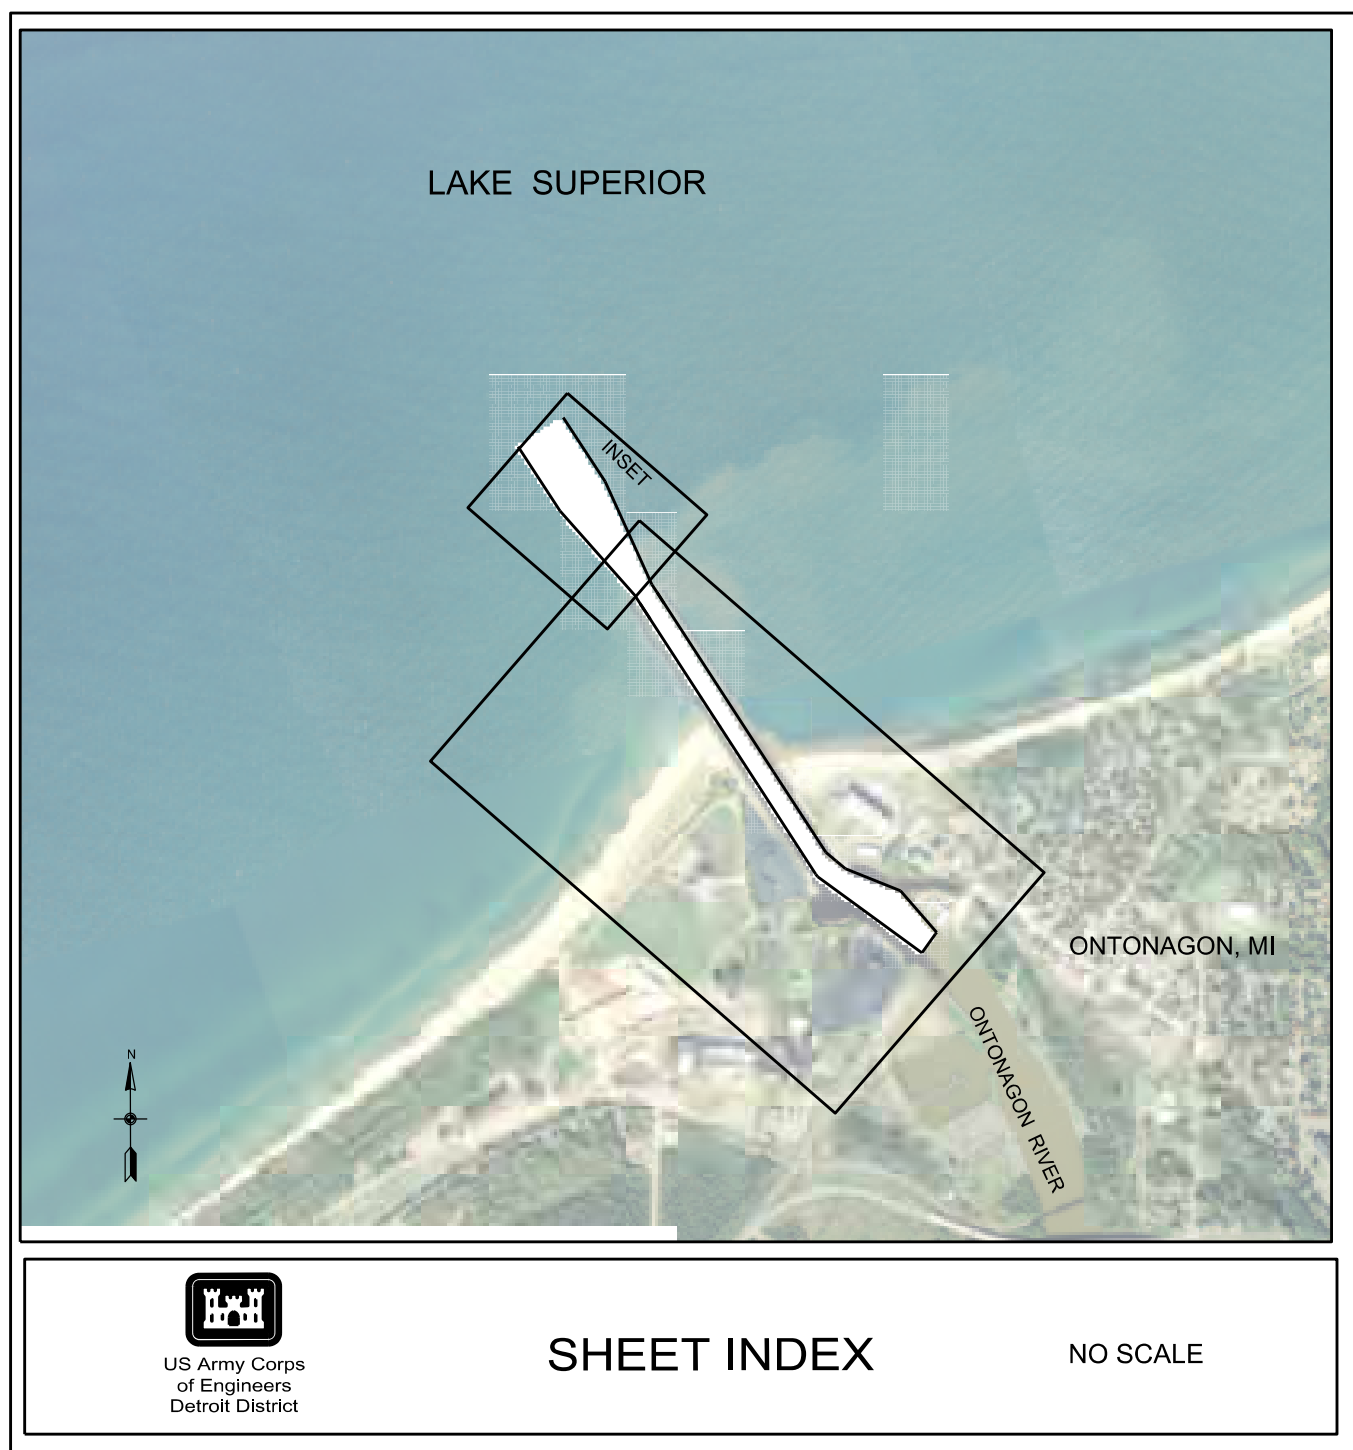 LAKE SUPERIOR
INSET
ONTONAGON, MI
ONTONAGON RIVER
N
US Army Corps
of Engineers
Detroit District
SHEET INDEX
NO SCALE